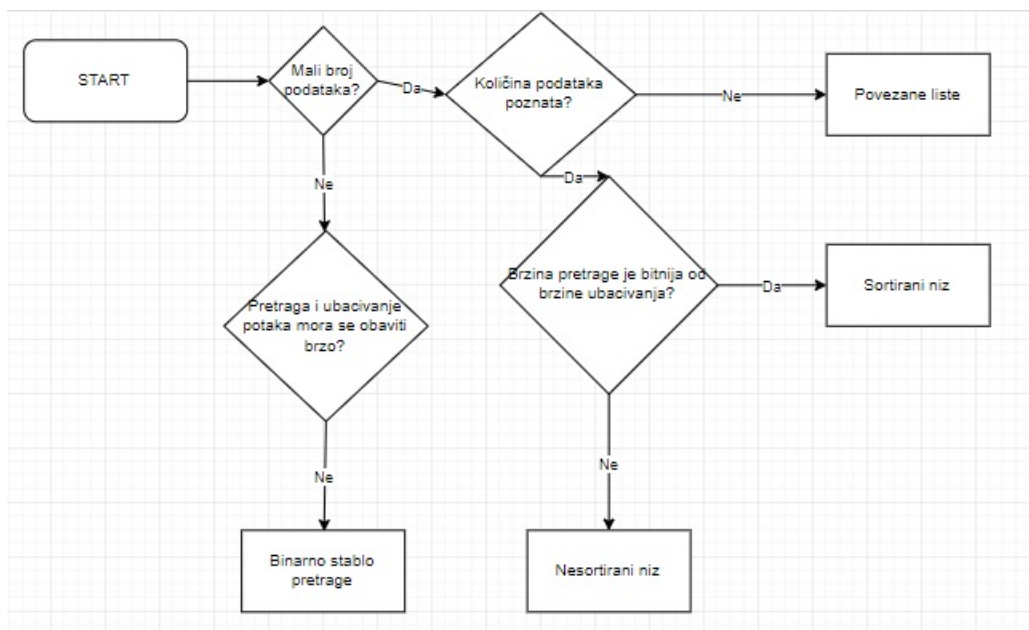 START
Mali broj
podataka?
Da
Količina podataka
poznata?
Ne
Povezane liste
Ne
Da
Pretraga i ubacivanje
potaka mora se obaviti
brzo?
Brzina pretrage je bitnija od
brzine ubacivanja?
Da
Sortirani niz
Ne
Ne
Binarno stablo
pretrage
Nesortirani niz